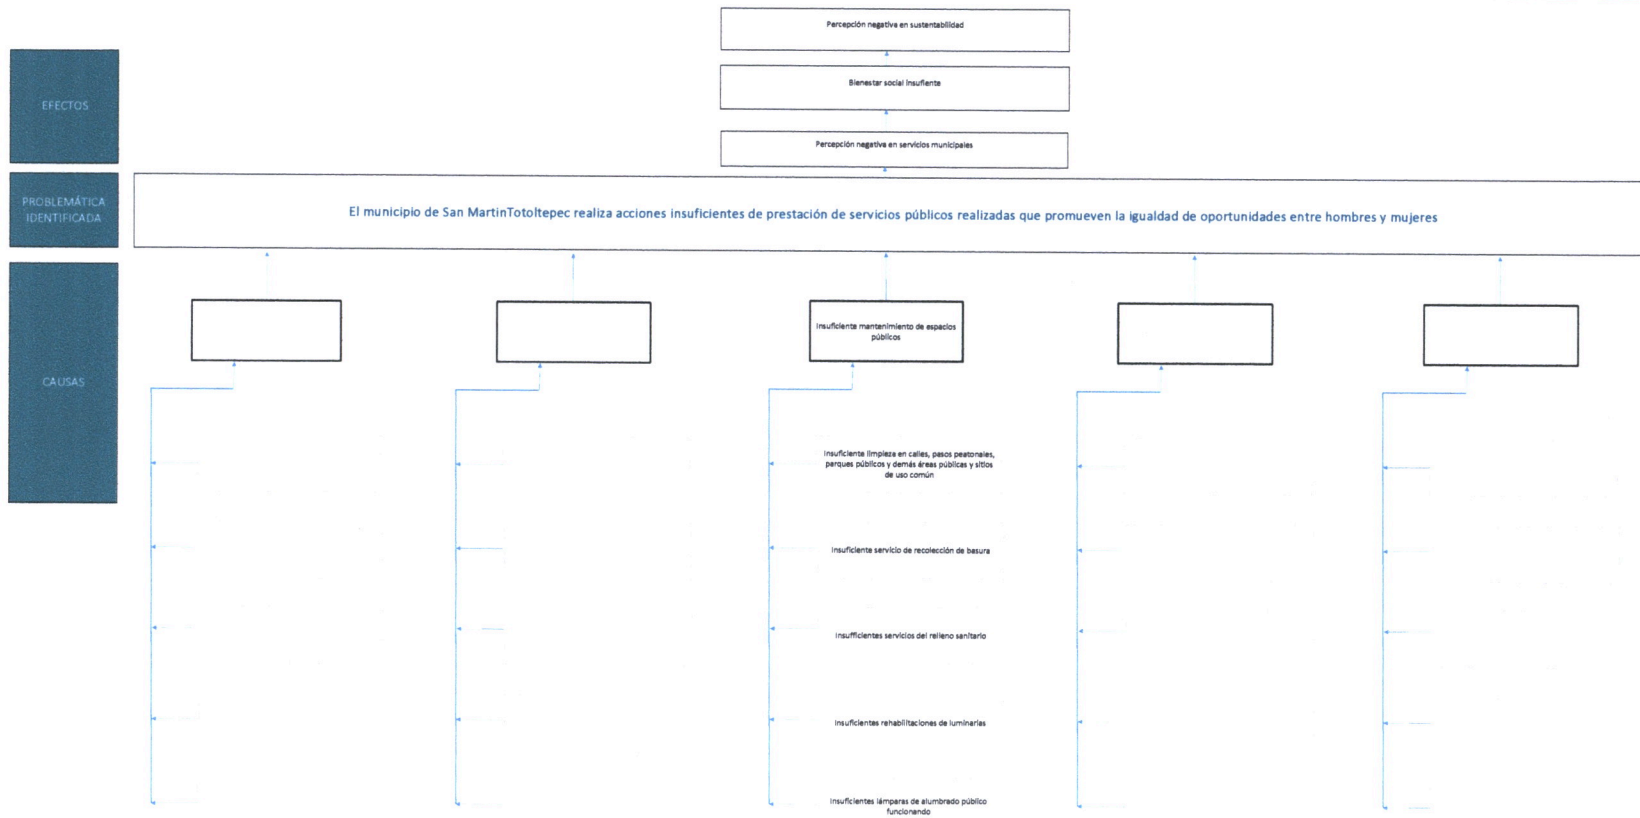 Percepción negativa en sustentabilidad
EFECTOS
Bienestar social insufiente
Percepción negativa en servicios municipales
PROBLEMÁTICA
IDENTIFICADA
El municipio de San MartinTotoltepec realiza acciones insuficientes de prestación de servicios públicos realizadas que promueven la igualdad de oportunidades entre hombres y mujeres
CAUSAS
Insuficiente mantenimiento de espacios
públicos
Insuficiente limpieza en calles, pasos peatonales,
parques públicos y demás áreas públicas y sitios
de uso común
Insuficiente servicio de recolección de basura
Insufficientes servicios del relleno sanitario
Insuficientes rehabilitaciones de luminarias
Insuficientes lámparas de alumbrado público
funcionando